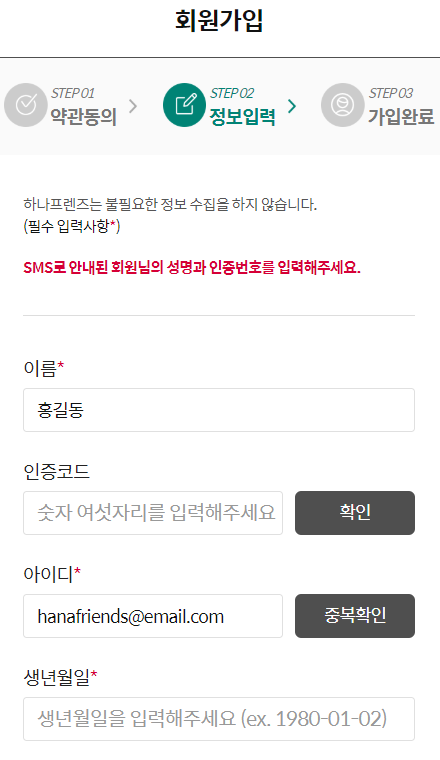 회원가입
STEP 01
약관동의
STEP 02
정보입력
STEP 03
가입완료
하나프렌즈는 불필요한 정보 수집을 하지 않습니다.
(필수 입력사항*)
SMS로 안내된 회원님의 성명과 인증번호를 입력해주세요.
이름*
홍길동
인증코드
숫자 여섯자리를 입력해주세요
확인
아이디*
hanafriends@email.com
중복확인
생년월일*
생년월일을 입력해주세요 (ex. 1980-01-02)